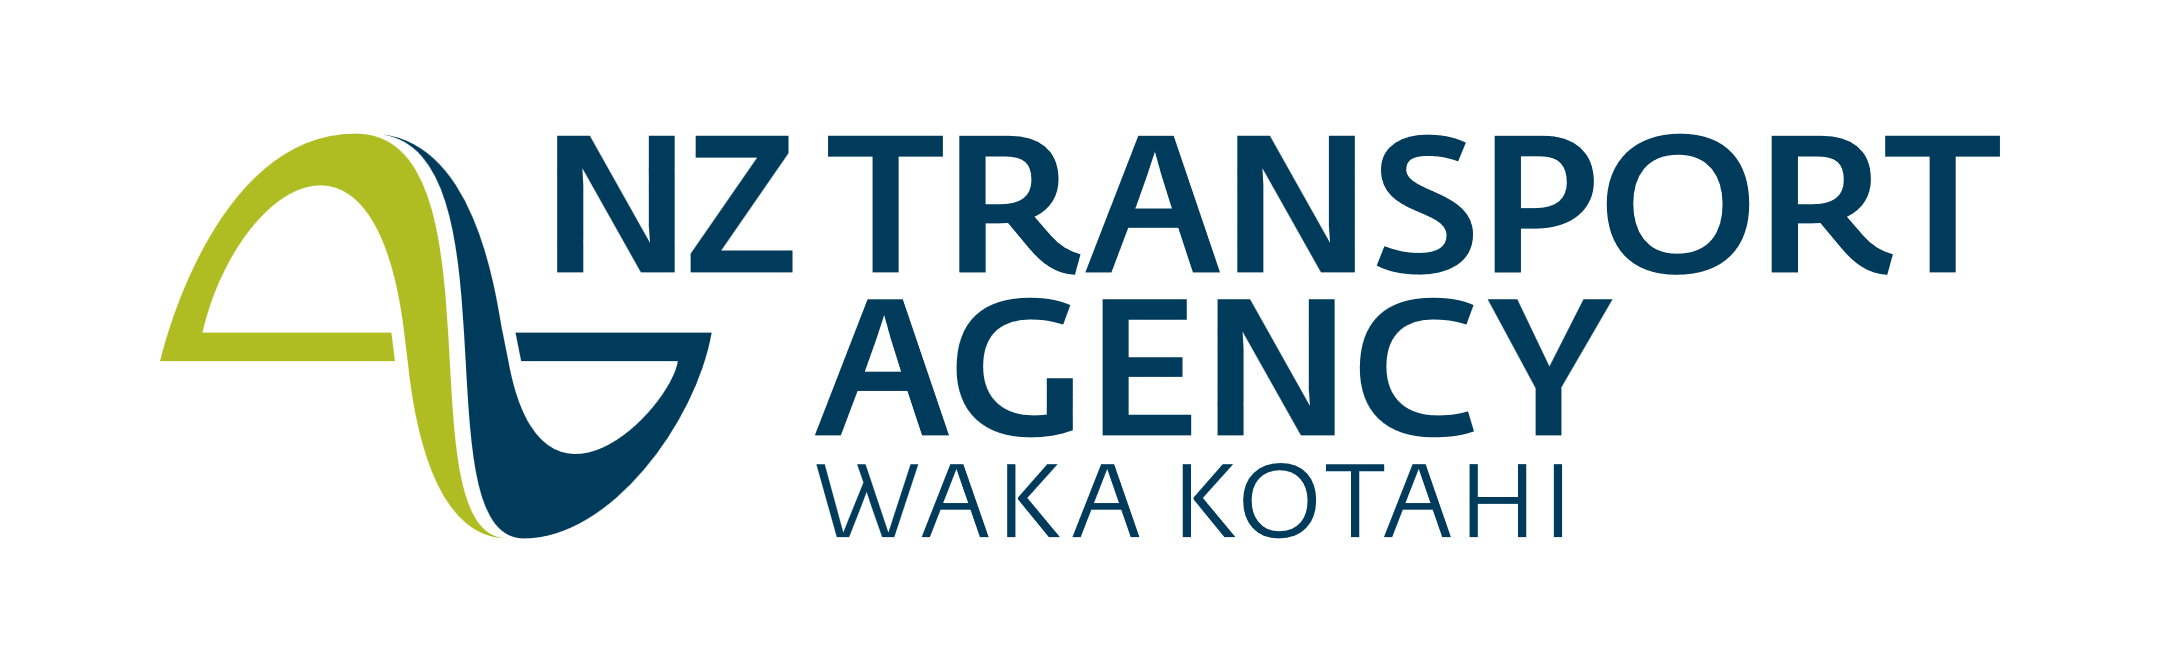 NZ TRANSPORT
AGENCY
WAKA KOTAHI